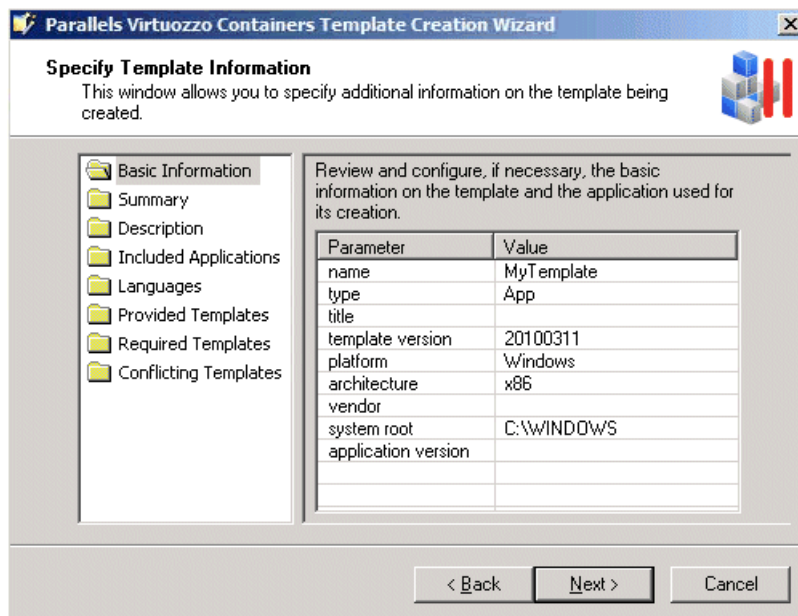 Parallels Virtuozzo Containers Template Creation Wizard
Specify Template Information
This window allows you to specify additional information on the template being
created.
Basic Information
Summary
Description
Included Applications
Languages
Provided Templates
Required Templates
Conflicting Templates
Review and configure, if necessary, the basic
information on the template and the application used for
its creation.
Parameter Value
name MyTemplate
type App
title
template version 20100311
platform Windows
architecture x86
vendor
system root C:\WINDOWS
application version
< Back
Next >
Cancel